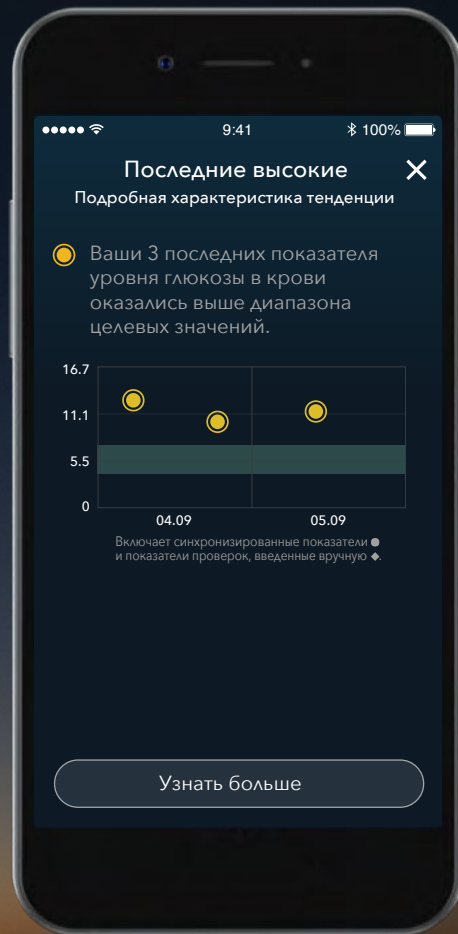 9:41
100%
Последние высокие
Подробная характеристика тенденции
Ваши 3 последних показателя
уровня глюкозы в крови
оказались выше диапазона
целевых значений.
16.7
11.1
5.5
0
04.09 05.09
Включает синхронизированные показатели
и показатели проверок, введенные вручную .
Узнать больше